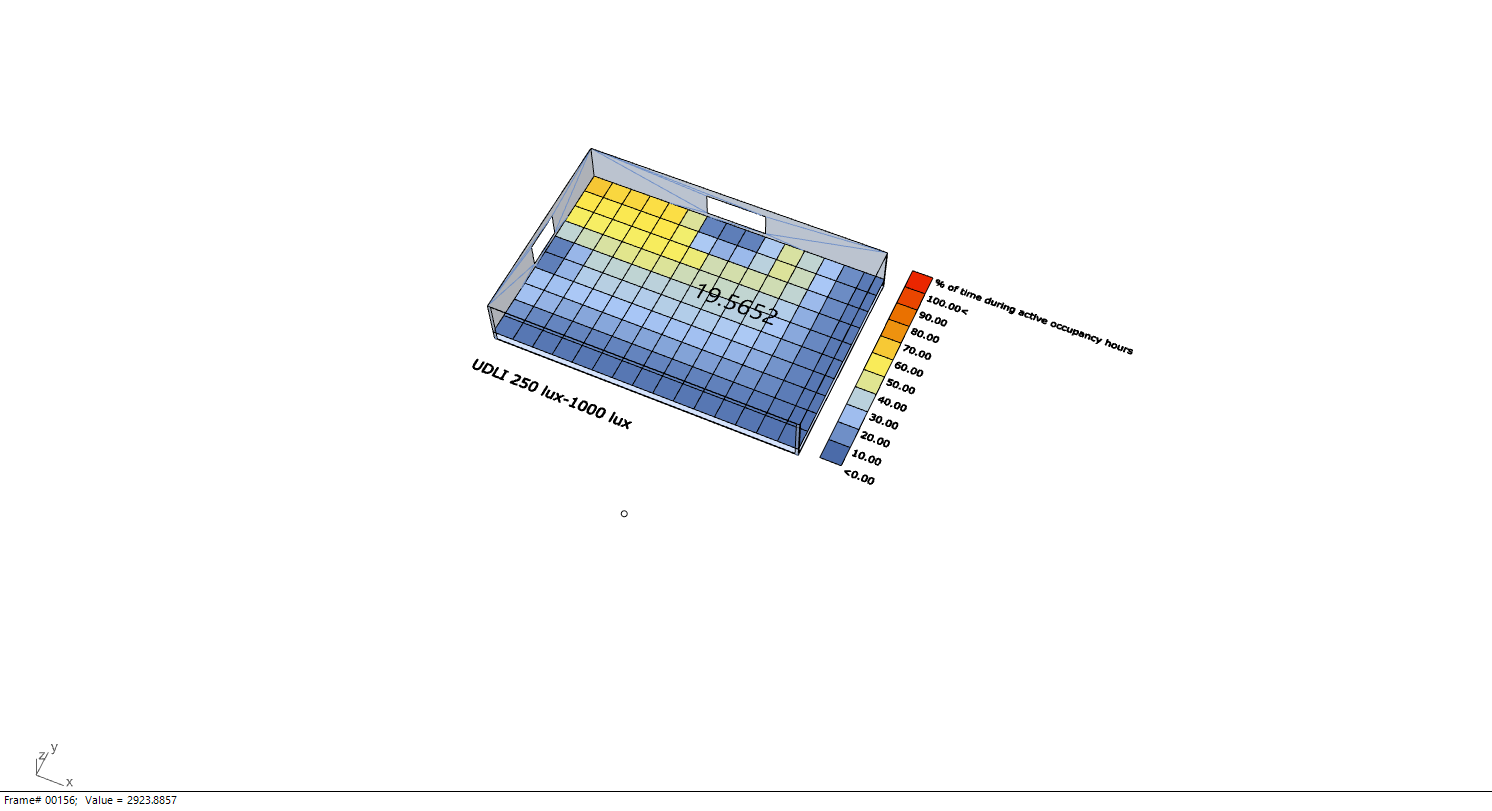 19.5652
% of time during active occupancy hours
100.00<
90.00
80.00
70.00
60.00
50.00
40.00
30.00
20.00
10.00
<0.00
UDLI 250 lux-1000 lux
z y
x
Frame# 00156; Value = 2923.8857